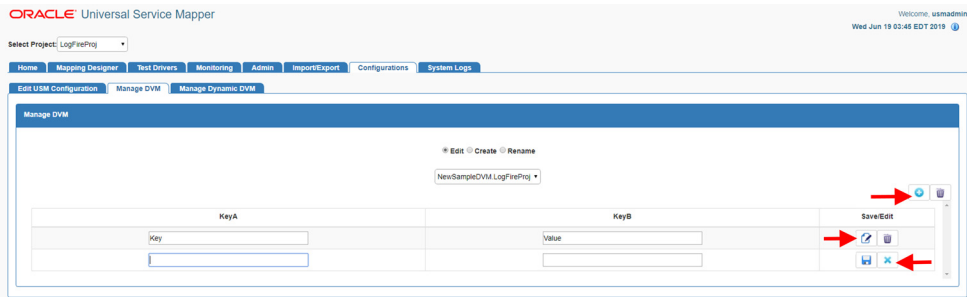 ORACLE® Universal Service Mapper
Welcome, usmadmin
Wed Jun 19 03:45 EDT 2019
Select Project: LogFireProj
Home Mapping Designer Test Drivers Monitoring Admin Import/Export Configurations System Logs
Edit USM Configuration Manage DVM Manage Dynamic DVM
Manage DVM
Edit Create Rename
NewSampleDVM.LogFireProj
KeyA KeyB Save/Edit
Key Value